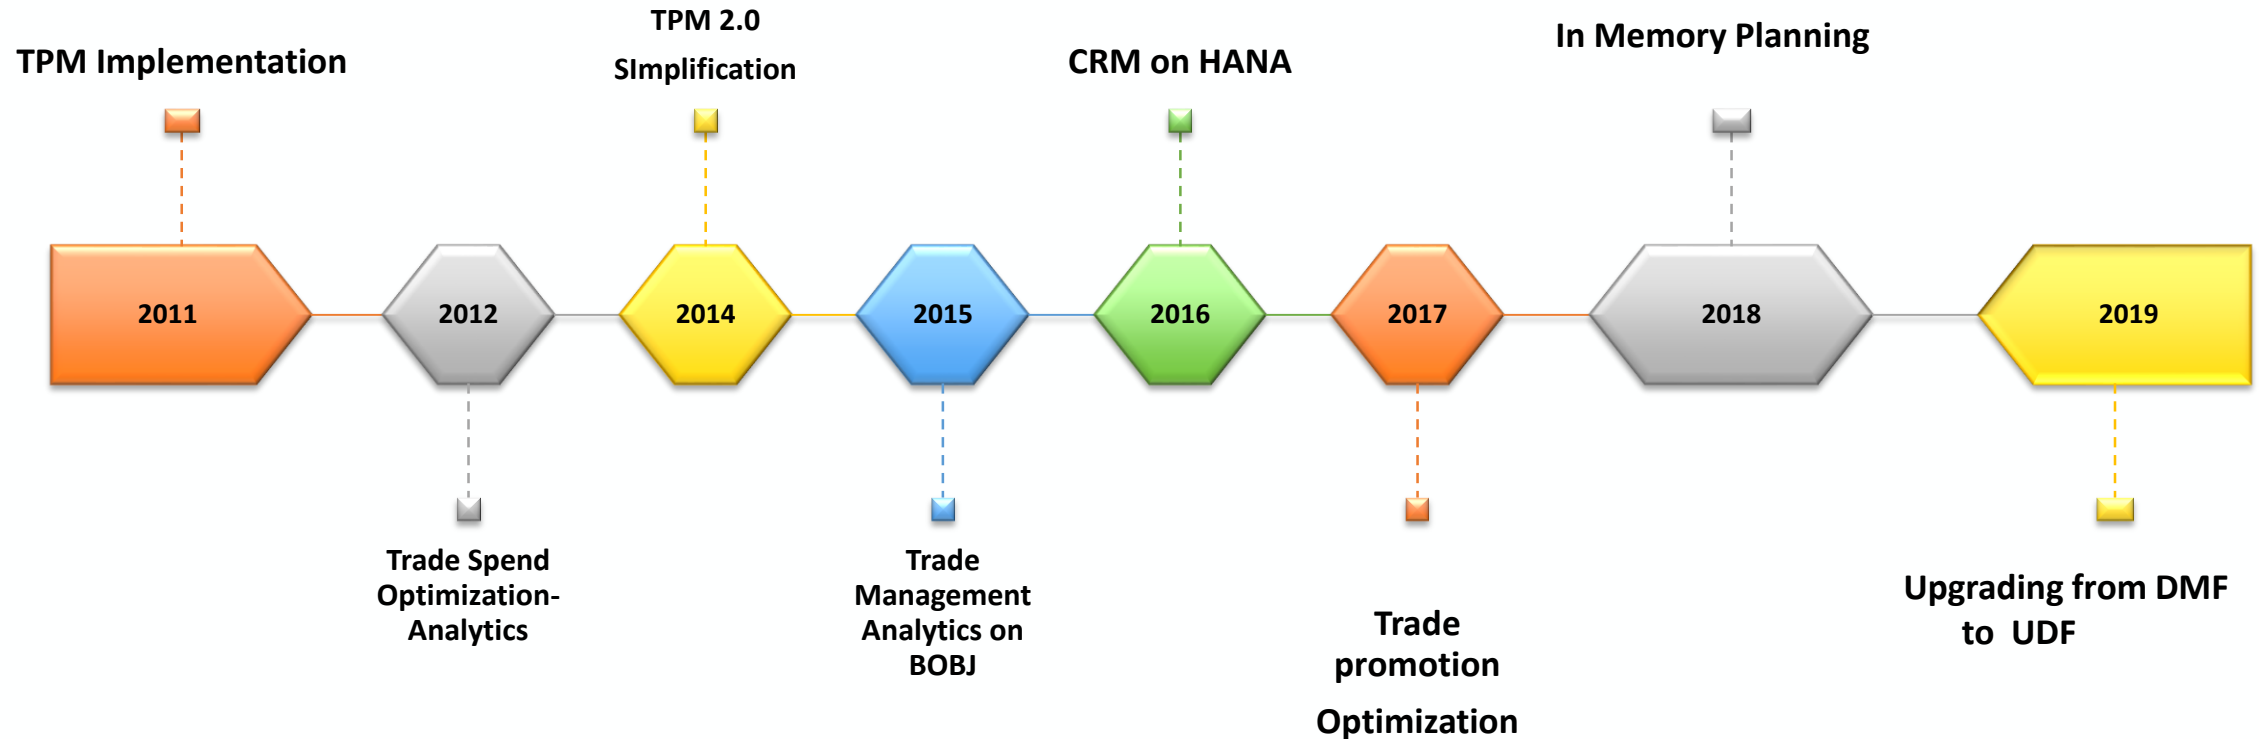 TPM Implementation
TPM 2.0
SImplification
CRM on HANA
In Memory Planning
2011
2012
2014
2015
2016
2017
2018
2019
Trade Spend
Optimization-
Analytics
Trade
Management
Analytics on
BOBJ
Trade
promotion
Optimization
Upgrading from DMF
to UDF